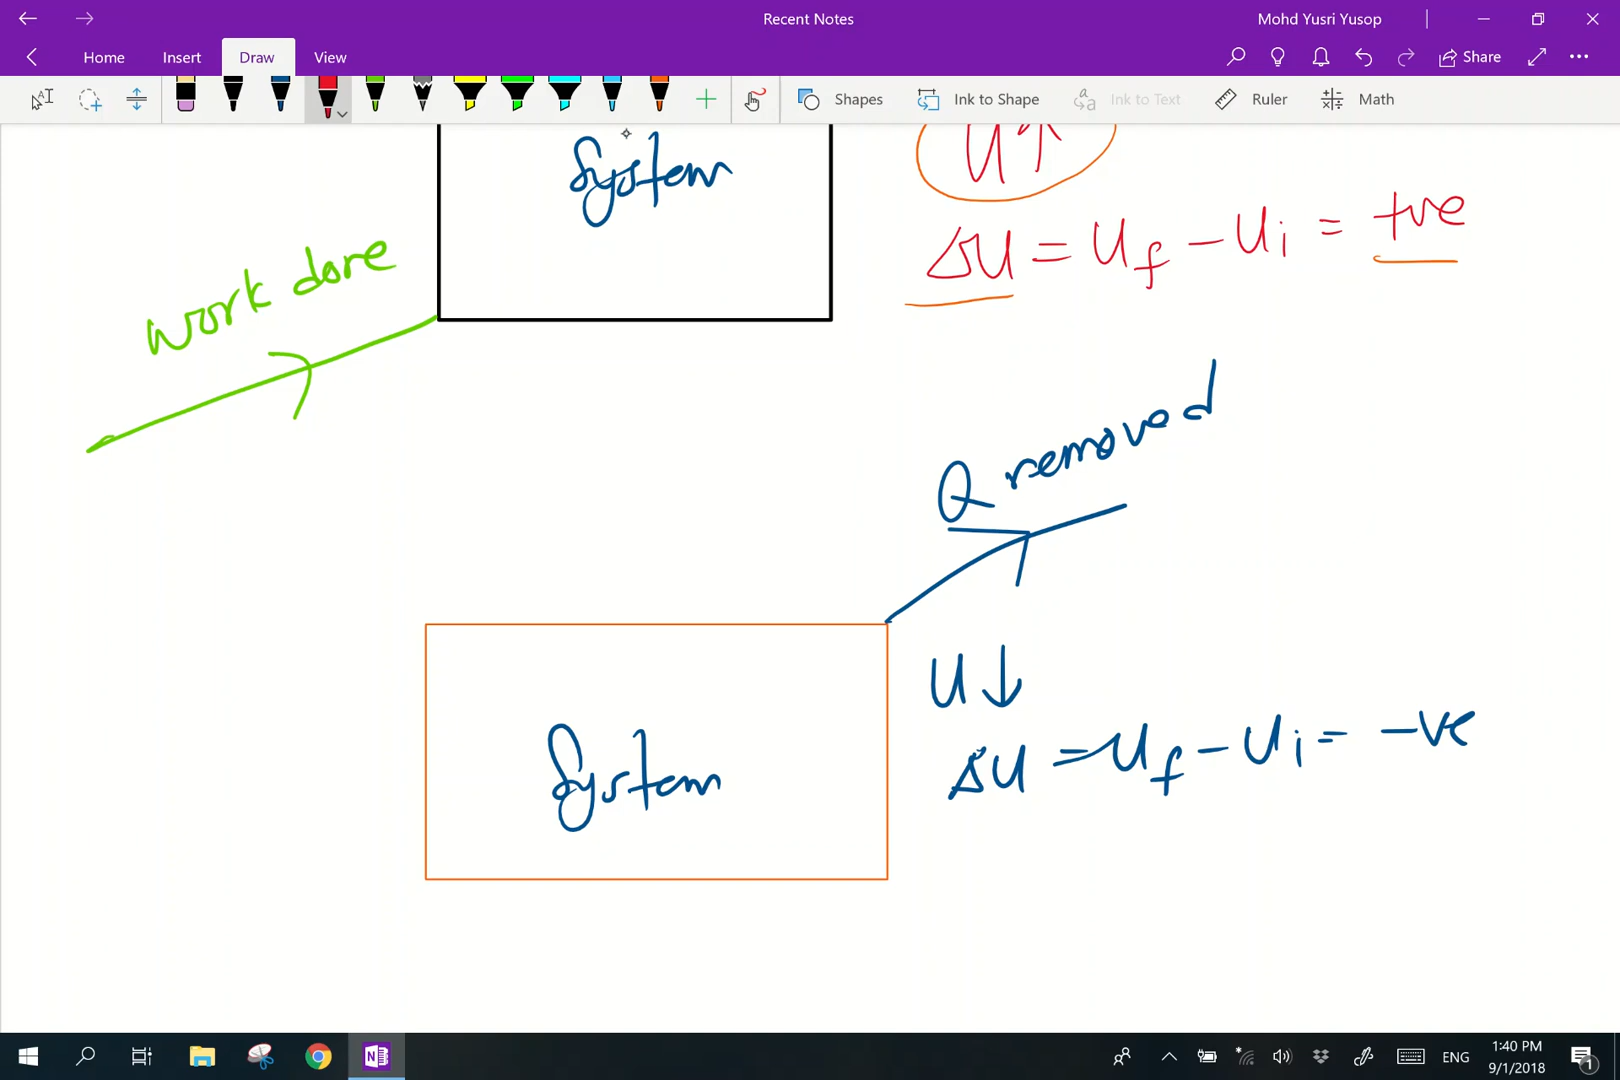 Recent Notes
Mohd Yusri Yusop
Home
Insert
Draw
View
Share
Shapes
Ink to Shape
Ink to Text
Ruler
Math
System
U↑
ΔU = Uf - Ui = +ve
work done
Q removed
U↓
ΔU = Uf - Ui = -ve
System
ENG
1:40 PM
9/1/2018
1